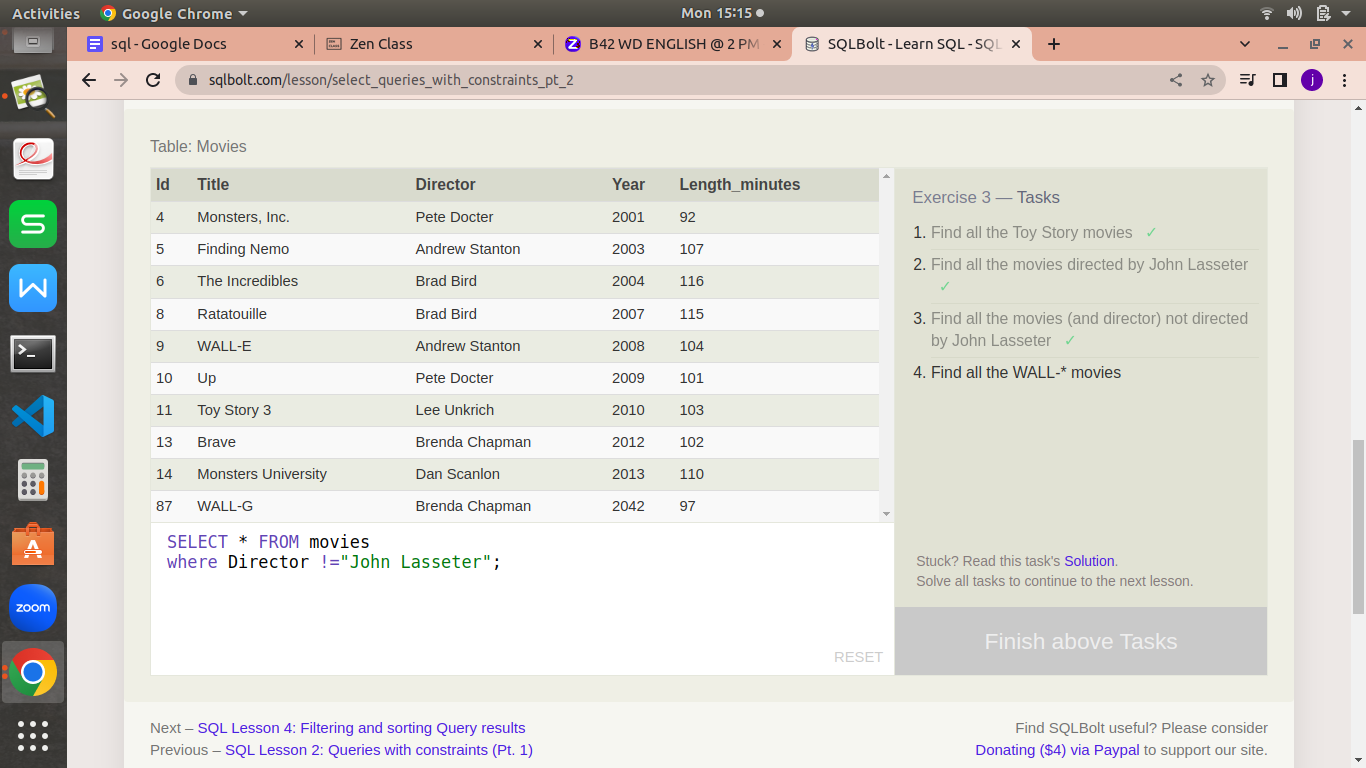 Activities Google Chrome Mon 15:15
sql - Google Docs Zen Class B42 WD ENGLISH @ 2 PM SQLBolt - Learn SQL - SQL
sqlbolt.com/lesson/select_queries_with_constraints_pt_2 j
Table: Movies
Id Title Director Year Length_minutes
4 Monsters, Inc. Pete Docter 2001 92
5 Finding Nemo Andrew Stanton 2003 107
6 The Incredibles Brad Bird 2004 116
8 Ratatouille Brad Bird 2007 115
9 WALL-E Andrew Stanton 2008 104
10 Up Pete Docter 2009 101
11 Toy Story 3 Lee Unkrich 2010 103
13 Brave Brenda Chapman 2012 102
14 Monsters University Dan Scanlon 2013 110
87 WALL-G Brenda Chapman 2042 97
SELECT * FROM movies
where Director !="John Lasseter";
RESET
Exercise 3 — Tasks
1. Find all the Toy Story movies ✓
2. Find all the movies directed by John Lasseter
✓
3. Find all the movies (and director) not directed
by John Lasseter ✓
4. Find all the WALL-* movies
Stuck? Read this task's Solution.
Solve all tasks to continue to the next lesson.
Finish above Tasks
Next – SQL Lesson 4: Filtering and sorting Query results
Previous – SQL Lesson 2: Queries with constraints (Pt. 1)
Find SQLBolt useful? Please consider
Donating ($4) via Paypal to support our site.
zoom